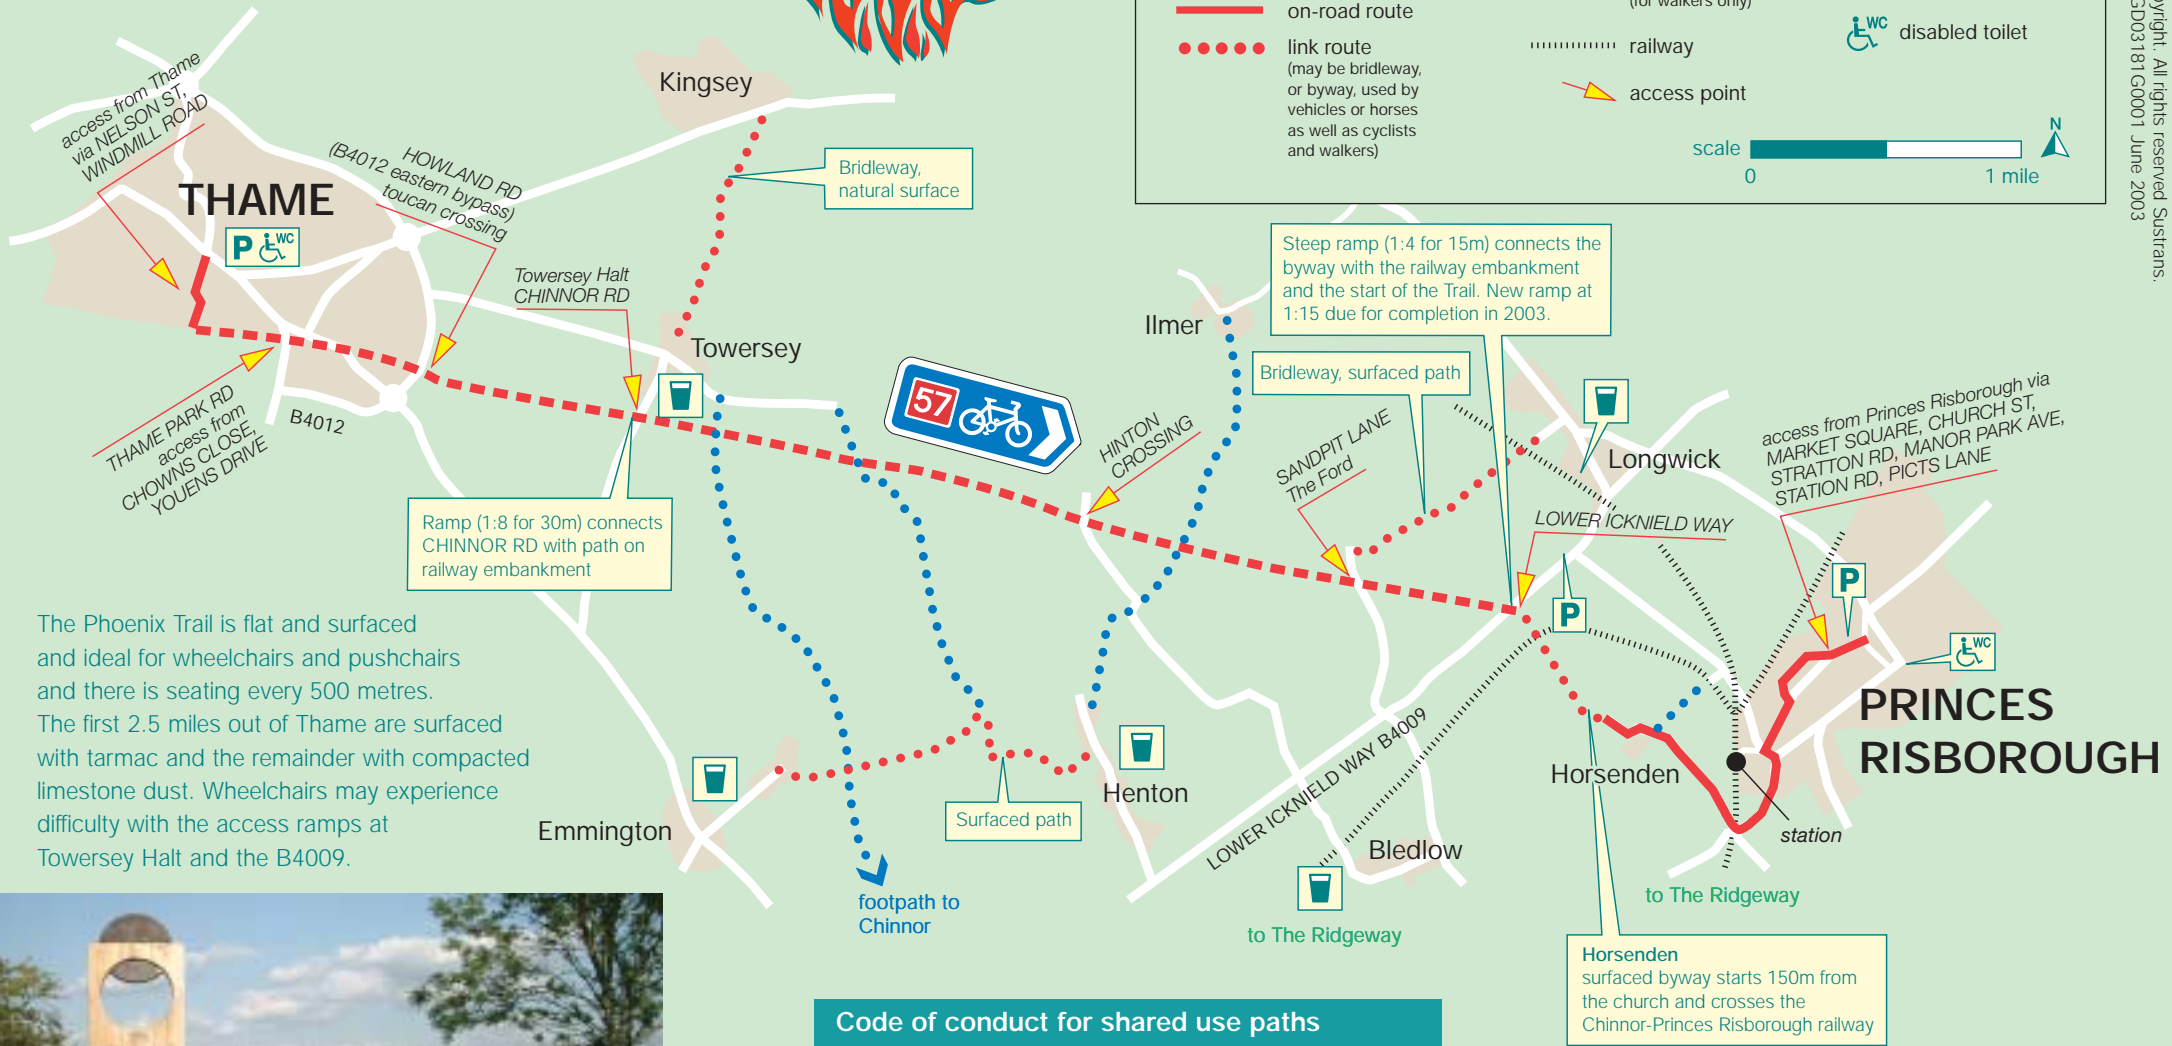 on-road route
link route
(may be bridleway,
or byway, used by
vehicles or horses
as well as cyclists
and walkers)
(for walkers only)
railway
access point
WC
disabled toilet
scale
0
1 mile
N
pyright. All rights reserved Sustrans.
GD03181G0001 June 2003
access from Thame
via NELSON ST,
WINDMILL ROAD
THAME
P WC
HOWLAND RD
(B4012 eastern bypass)
toucan crossing
Kingsey
Bridleway,
natural surface
Towersey Halt
CHINNOR RD
Towersey
THAME PARK RD
access from
CHOWNS CLOSE,
YOUENS DRIVE
B4012
Ramp (1:8 for 30m) connects
CHINNOR RD with path on
railway embankment
57
HINTON
CROSSING
Ilmer
Steep ramp (1:4 for 15m) connects the
byway with the railway embankment
and the start of the Trail. New ramp at
1:15 due for completion in 2003.
Bridleway, surfaced path
SANDPIT LANE
The Ford
Longwick
LOWER ICKNIELD WAY
P
access from Princes Risborough via
MARKET SQUARE, CHURCH ST,
STRATTON RD, MANOR PARK AVE,
STATION RD, PICTS LANE
P
WC
PRINCES
RISBOROUGH
station
Horsenden
to The Ridgeway
LOWER ICKNIELD WAY B4009
Bledlow
to The Ridgeway
Henton
Surfaced path
Emmington
footpath to
Chinnor
Horsenden
surfaced byway starts 150m from
the church and crosses the
Chinnor-Princes Risborough railway
The Phoenix Trail is flat and surfaced
and ideal for wheelchairs and pushchairs
and there is seating every 500 metres.
The first 2.5 miles out of Thame are surfaced
with tarmac and the remainder with compacted
limestone dust. Wheelchairs may experience
difficulty with the access ramps at
Towersey Halt and the B4009.
Code of conduct for shared use paths